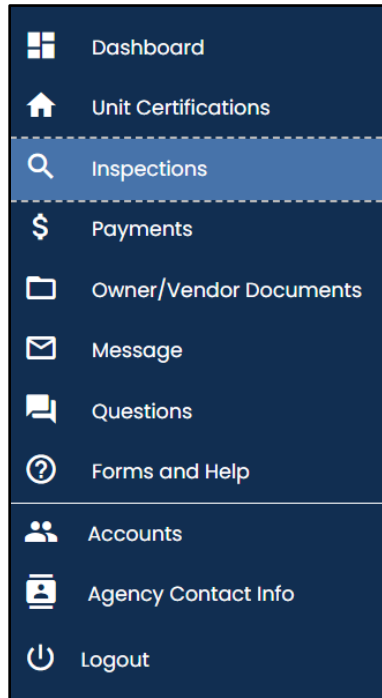 Dashboard
Unit Certifications
Inspections
$ Payments
Owner/Vendor Documents
Message
Questions
? Forms and Help
Accounts
Agency Contact Info
Logout